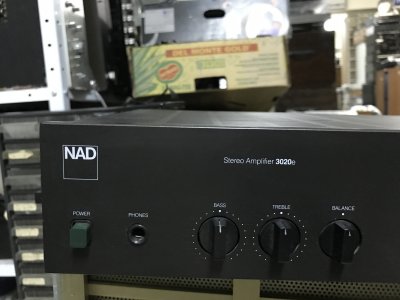 DEL MONTE GOLD
NAD
Stereo Amplifier 3020e
POWER
PHONES
BASS
TREBLE
BALANCE